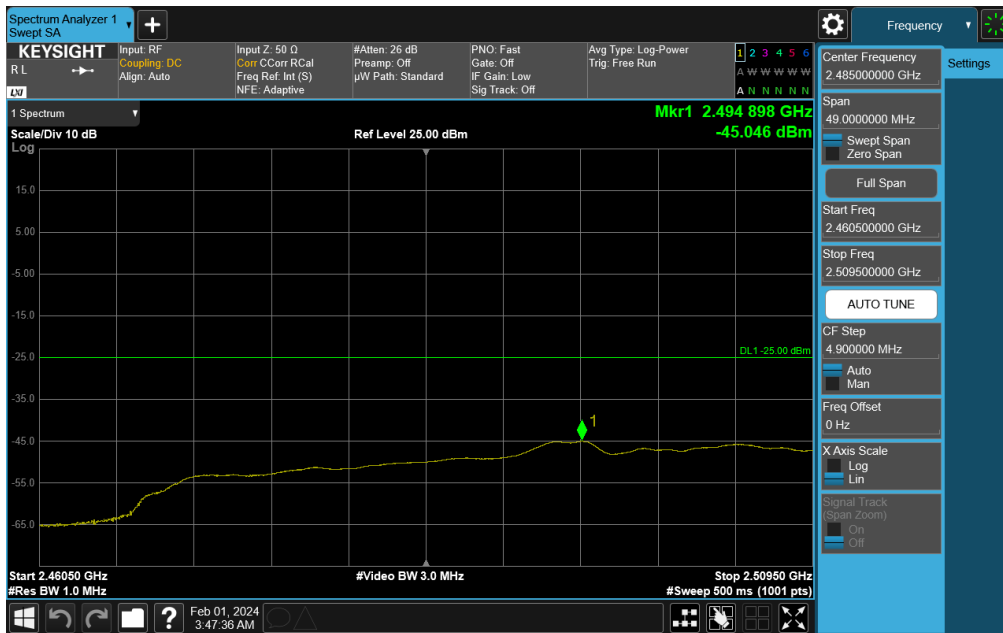 Spectrum Analyzer 1
Swept SA
Frequency
KEYSIGHT
R L
LXI
Input: RF
Coupling: DC
Align: Auto
Input Z: 50 Ω
Corr CCorr RCal
Freq Ref: Int (S)
NFE: Adaptive
#Atten: 26 dB
Preamp: Off
µW Path: Standard
PNO: Fast
Gate: Off
IF Gain: Low
Sig Track: Off
Avg Type: Log-Power
Trig: Free Run
1 2 3 4 5 6
A W W W W W
A N N N N N
1 Spectrum
Scale/Div 10 dB
Ref Level 25.00 dBm
Mkr1 2.494 898 GHz
-45.046 dBm
Log
15.0
5.00
-5.00
-15.0
-25.0
-35.0
-45.0
-55.0
-65.0
DL1 -25.00 dBm
1
Start 2.46050 GHz
#Res BW 1.0 MHz
#Video BW 3.0 MHz
Stop 2.50950 GHz
#Sweep 500 ms (1001 pts)
Center Frequency
2.485000000 GHz
Settings
Span
49.0000000 MHz
Swept Span
Zero Span
Full Span
Start Freq
2.460500000 GHz
Stop Freq
2.509500000 GHz
AUTO TUNE
CF Step
4.900000 MHz
Auto
Man
Freq Offset
0 Hz
X Axis Scale
Log
Lin
Signal Track
(Span Zoom)
On
Off
?
Feb 01, 2024
3:47:36 AM